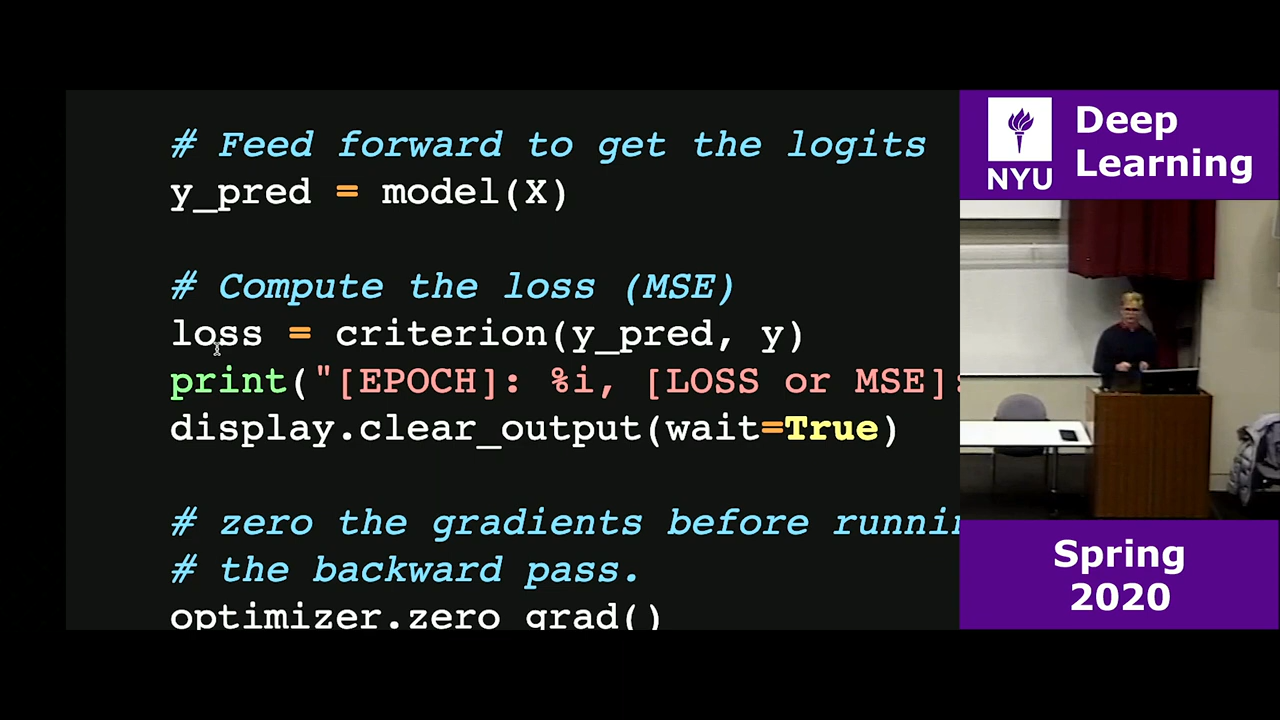 # Feed forward to get the logits
y_pred = model(X)
# Compute the loss (MSE)
loss = criterion(y_pred, y)
print("[EPOCH]: %i, [LOSS or MSE]:
display.clear_output(wait=True)
# zero the gradients before runnin
# the backward pass.
optimizer.zero_grad()
NYU
Deep
Learning
Spring
2020